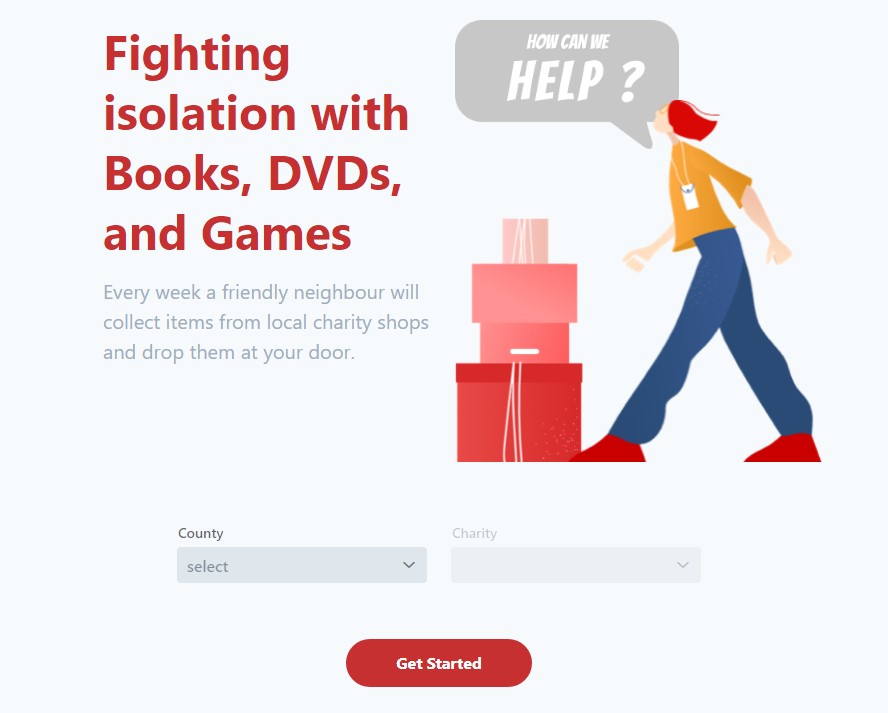 Fighting
isolation with
Books, DVDs,
and Games
Every week a friendly neighbour will
collect items from local charity shops
and drop them at your door.
HOW CAN WE
HELP ?
County
Charity
select
Get Started